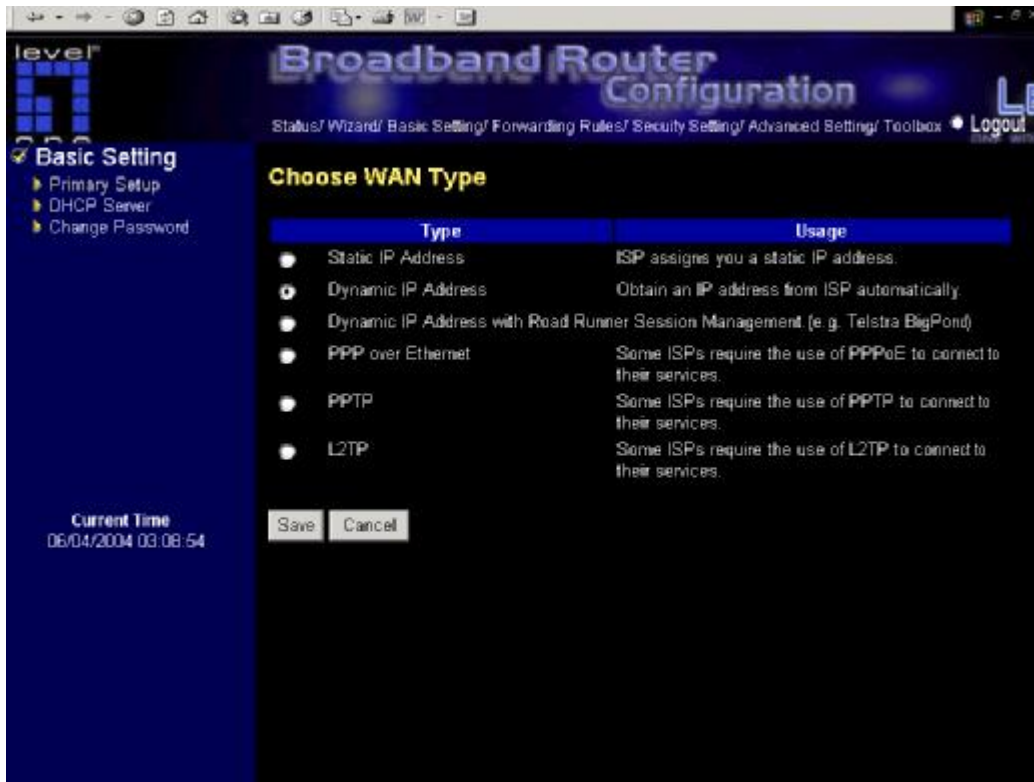 level
Broadband Router
Configuration
Status/ Wizard/ Basic Setting/ Forwarding Rules/ Secuity Setting/ Advanced Setting/ Toolbox Logout
Basic Setting
Primary Setup
DHCP Server
Change Password
Choose WAN Type
Type Usage
Static IP Address ISP assigns you a static IP address.
Dynamic IP Address Obtain an IP address from ISP automatically.
Dynamic IP Address with Road Runner Session Management.(e.g. Telstra BigPond)
PPP over Ethernet Some ISPs require the use of PPPoE to connect to
their services.
PPTP Some ISPs require the use of PPTP to connect to
their services.
L2TP Some ISPs require the use of L2TP to connect to
their services.
Save Cancel
Current Time
06/04/2004 03:08:54